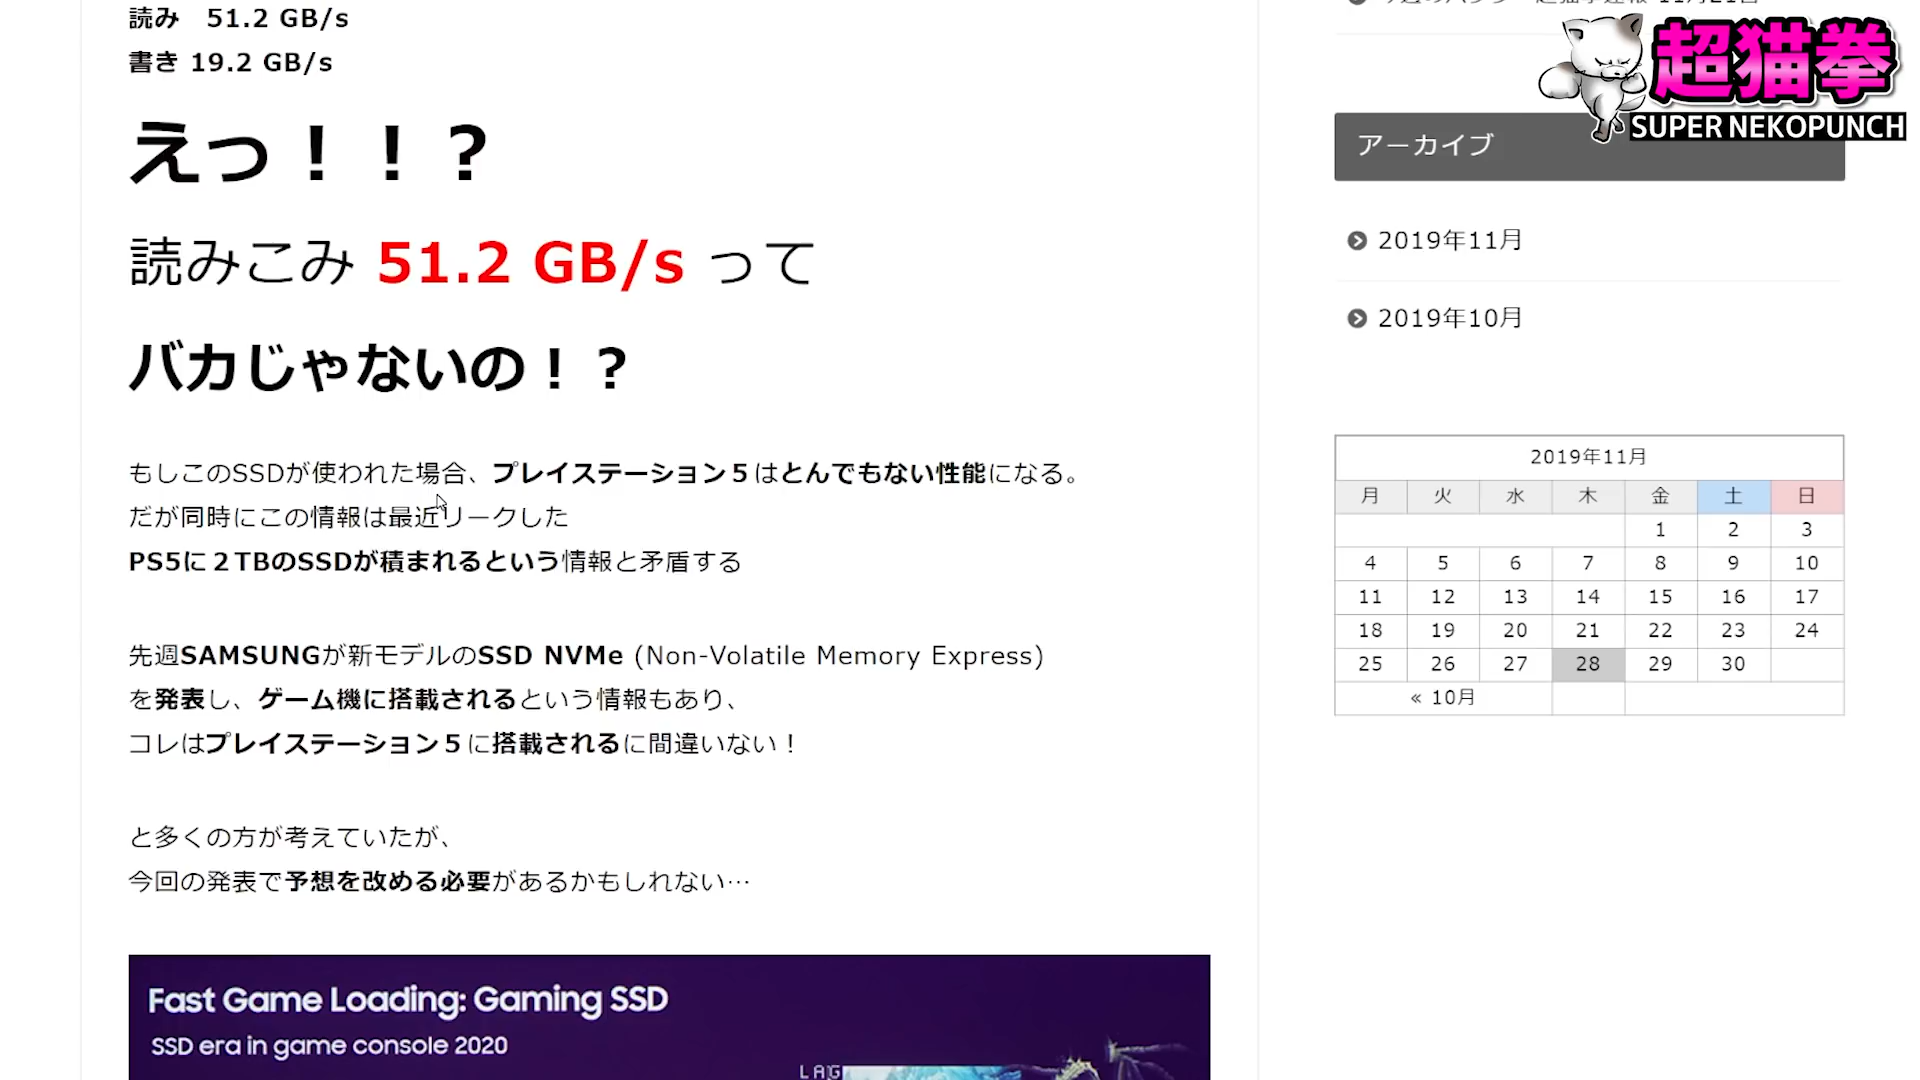 読み 51.2 GB/s
書き 19.2 GB/s
えっ！！？
読みこみ 51.2 GB/s って
バカじゃないの！？
もしこのSSDが使われた場合、プレイステーション５はとんでもない性能になる。
だが同時にこの情報は最近リークした
PS5に２TBのSSDが積まれるという情報と矛盾する
先週SAMSUNGが新モデルのSSD NVMe (Non-Volatile Memory Express)
を発表し、ゲーム機に搭載されるという情報もあり、
コレはプレイステーション５に搭載されるに間違いない！
と多くの方が考えていたが、
今回の発表で予想を改める必要があるかもしれない…
Fast Game Loading: Gaming SSD
SSD era in game console 2020
LAG
超猫拳
SUPER NEKOPUNCH
アーカイブ
2019年11月
2019年10月
2019年11月
月 火 水 木 金 土 日
1 2 3
4 5 6 7 8 9 10
11 12 13 14 15 16 17
18 19 20 21 22 23 24
25 26 27 28 29 30
« 10月